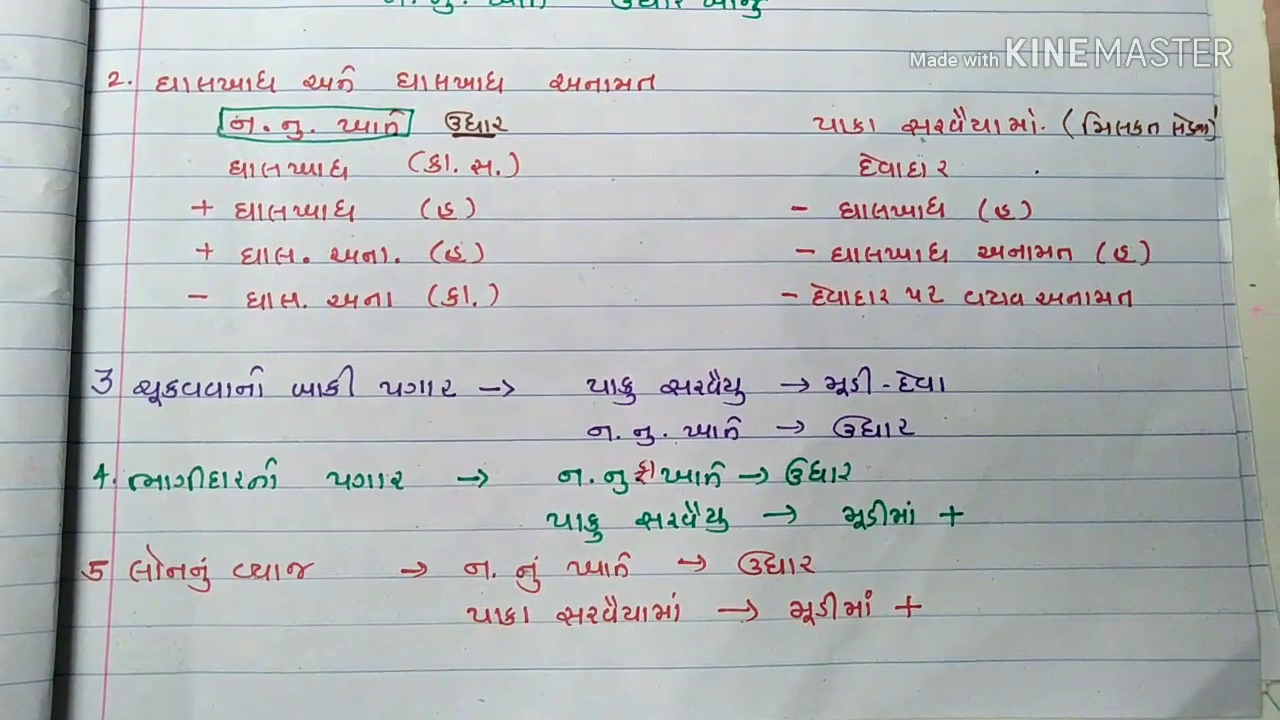 ન. નુ. ખાતે ઉધાર બાજુ
Made with KINEMASTER
2. ઘાલખાધ અને ઘાલખાધ અનામત
ન. નુ. ખાતે ઉધાર પાકા સરવૈયામાં. (મિલકત લેણાં)
ઘાલખાધ (કા. સ.) દેવાદાર
+ ઘાલખાધ (હ) - ઘાલખાધ (હ)
+ ઘાલ. અના. (હ) - ઘાલખાધ અનામત (હ)
- ઘાલ. અના (કા.) - દેવાદાર પર વટાવ અનામત
3 ચૂકવવાનો બાકી પગાર → પાકુ સરવૈયુ → મૂડી - દેવા
ન. નુ. ખાતે → ઉધાર
4. ભાગીદારનો પગાર → ન. નુ ફા ખાતે → ઉધાર
પાકુ સરવૈયુ → મૂડીમાં +
5 લોનનું વ્યાજ → ન. નું ખાતે → ઉધાર
પાકા સરવૈયામાં → મૂડીમાં +